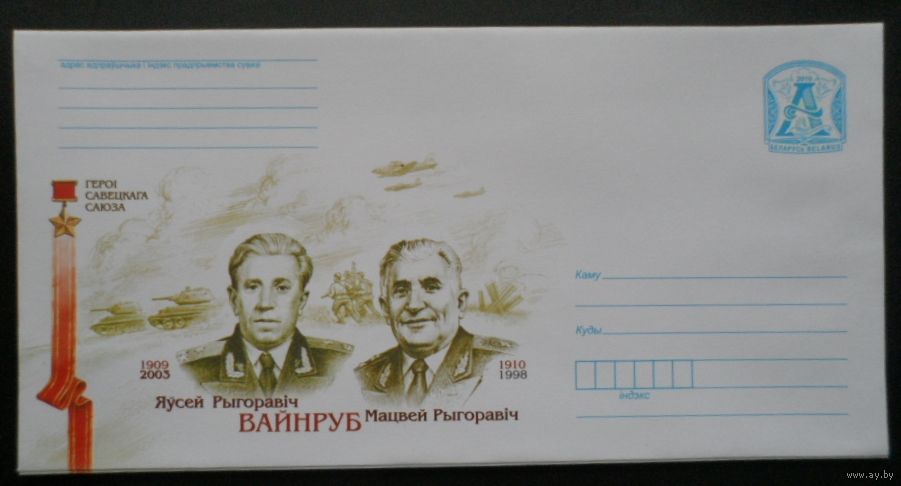 адрас адпраўшчыка і індэкс прадпрыемства сувязі
2010
А
БЕЛАРУСЬ BELARUS
ГЕРОІ
САВЕЦКАГА
САЮЗА
Каму
Куды
індэкс
1909
2003
1910
1998
Яўсей Рыгоравіч
ВАЙНРУБ
Мацвей Рыгоравіч
www.ay.by